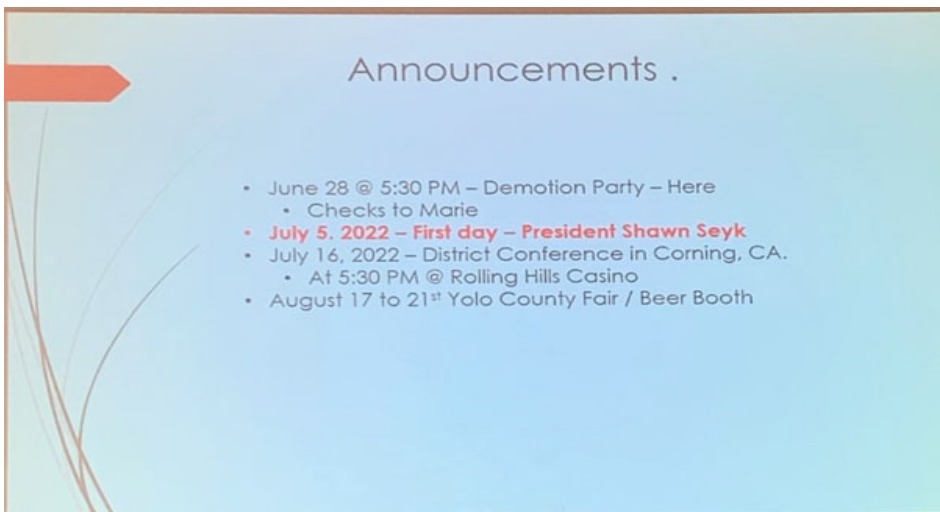 Announcements .
• June 28 @ 5:30 PM – Demotion Party – Here
• Checks to Marie
• July 5. 2022 – First day – President Shawn Seyk
• July 16, 2022 – District Conference in Corning, CA.
• At 5:30 PM @ Rolling Hills Casino
• August 17 to 21st Yolo County Fair / Beer Booth